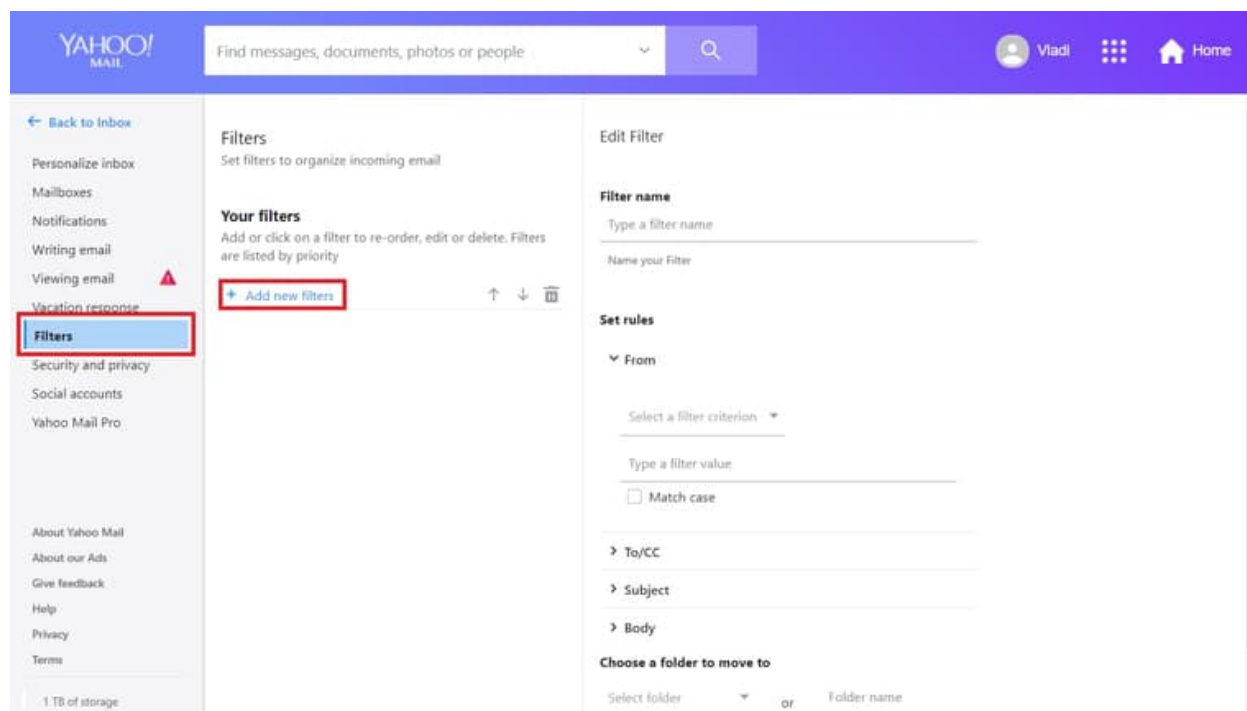 YAHOO!
MAIL
Find messages, documents, photos or people
Vladi
Home
← Back to Inbox
Personalize inbox
Mailboxes
Notifications
Writing email
Viewing email
Vacation response
Filters
Security and privacy
Social accounts
Yahoo Mail Pro
About Yahoo Mail
About our Ads
Give feedback
Help
Privacy
Terms
1 TB of storage
Filters
Set filters to organize incoming email
Your filters
Add or click on a filter to re-order, edit or delete. Filters
are listed by priority
+ Add new filters
Edit Filter
Filter name
Type a filter name
Name your Filter
Set rules
From
Select a filter criterion
Type a filter value
Match case
To/CC
Subject
Body
Choose a folder to move to
Select folder or Folder name